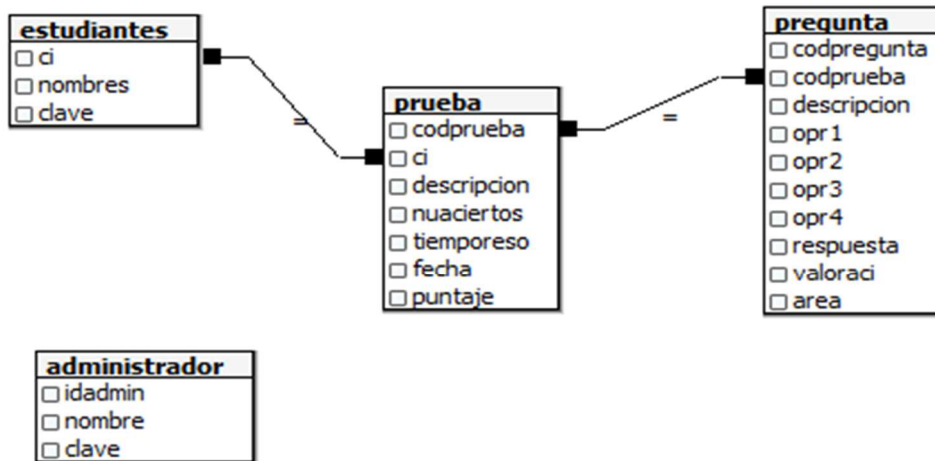 estudiantes
ci
nombres
clave
=
prueba
codprueba
ci
descripcion
nuaciertos
tiemporeso
fecha
puntaje
=
pregunta
codpregunta
codprueba
descripcion
opr1
opr2
opr3
opr4
respuesta
valoraci
area
administrador
idadmin
nombre
clave